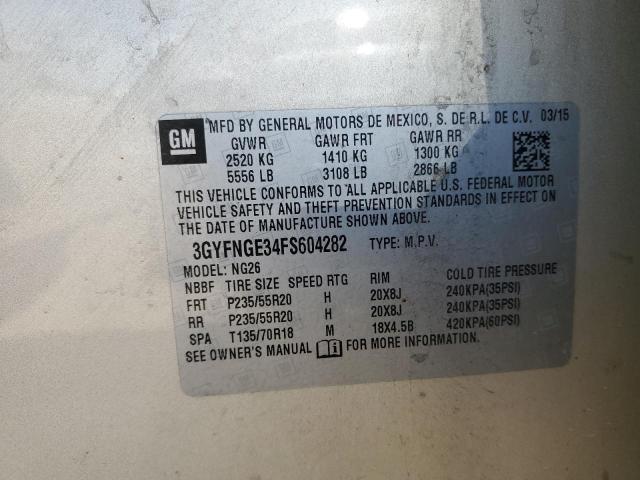 GM MFD BY GENERAL MOTORS DE MEXICO, S. DE R.L. DE C.V. 03/15
GVWR GAWR FRT GAWR RR
2520 KG 1410 KG 1300 KG
5556 LB 3108 LB 2866 LB
THIS VEHICLE CONFORMS TO ALL APPLICABLE U.S. FEDERAL MOTOR
VEHICLE SAFETY AND THEFT PREVENTION STANDARDS IN EFFECT ON
THE DATE OF MANUFACTURE SHOWN ABOVE.
3GYFNGE34FS604282 TYPE: M.P.V.
MODEL: NG26
NBBF TIRE SIZE SPEED RTG RIM COLD TIRE PRESSURE
FRT P235/55R20 H 20X8J 240KPA(35PSI)
RR P235/55R20 H 20X8J 240KPA(35PSI)
SPA T135/70R18 M 18X4.5B 420KPA(60PSI)
SEE OWNER'S MANUAL FOR MORE INFORMATION.